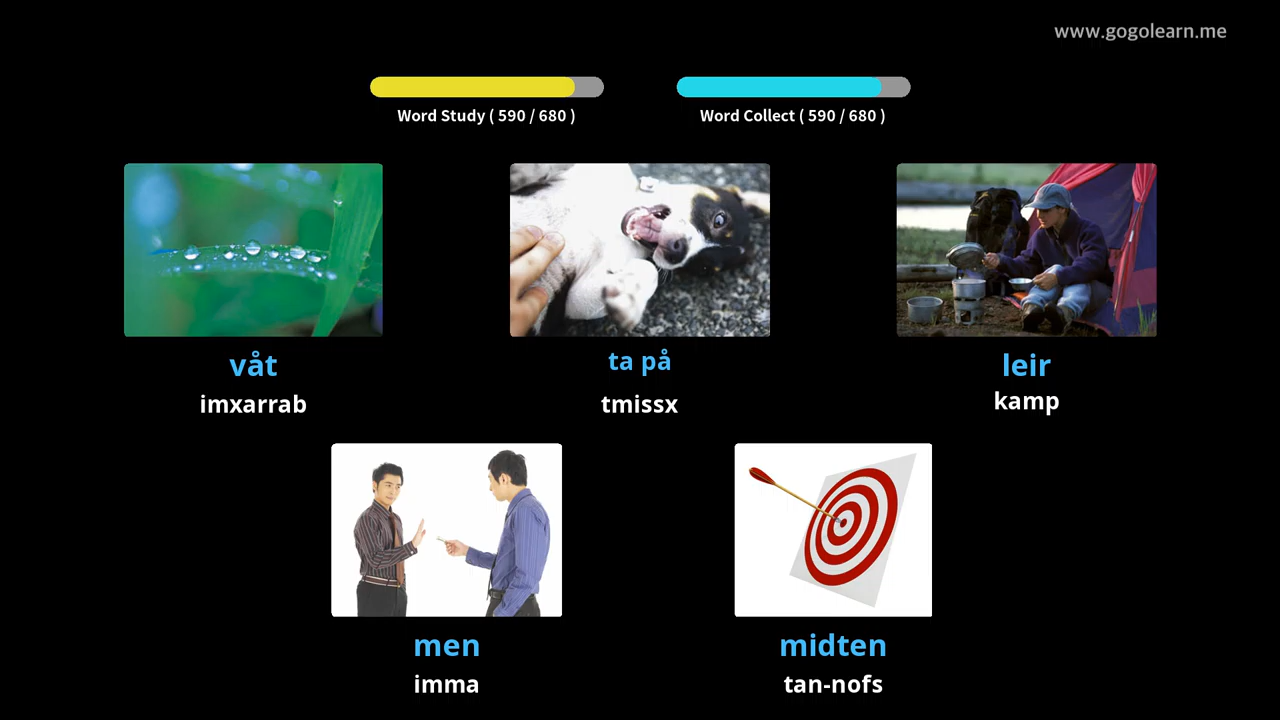 www.gogolearn.me
Word Study ( 590 / 680 )
Word Collect ( 590 / 680 )
våt
imxarrab
ta på
tmissx
leir
kamp
men
imma
midten
tan-nofs